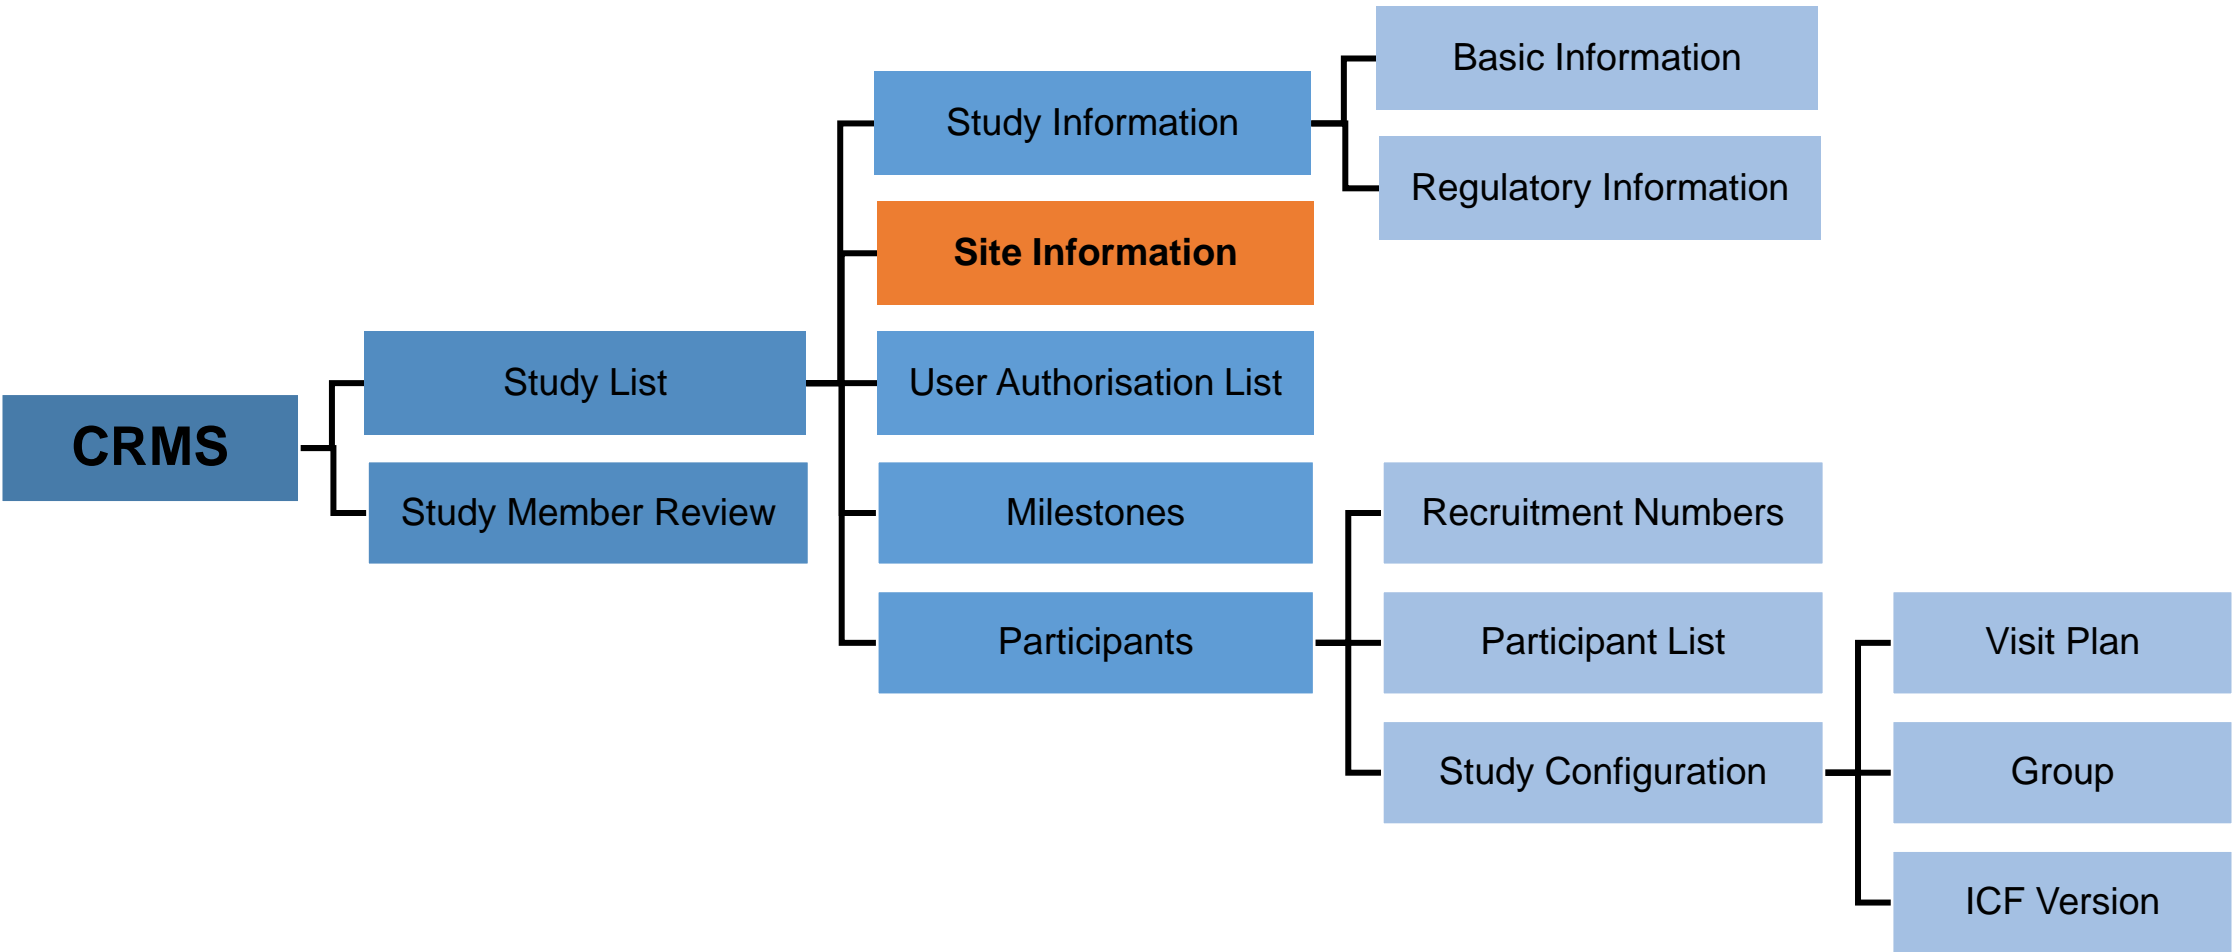 CRMS
Study List
Study Member Review
Study Information
Site Information
User Authorisation List
Milestones
Participants
Basic Information
Regulatory Information
Recruitment Numbers
Participant List
Study Configuration
Visit Plan
Group
ICF Version